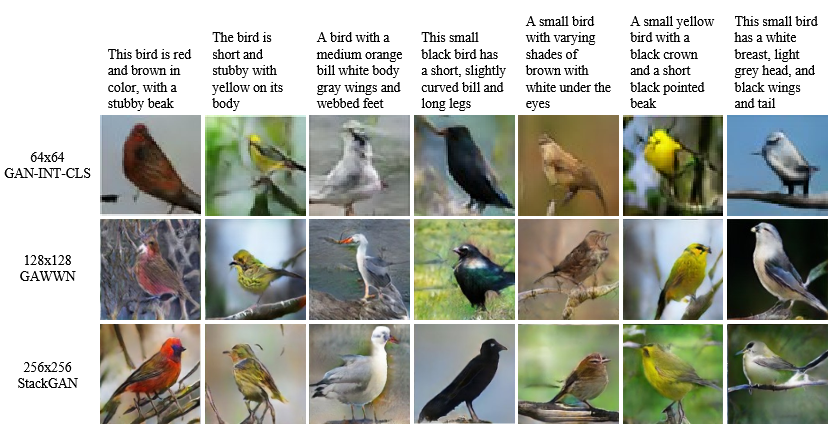 This bird is red
and brown in
color, with a
stubby beak
The bird is
short and
stubby with
yellow on its
body
A bird with a
medium orange
bill white body
gray wings and
webbed feet
This small
black bird has
a short, slightly
curved bill and
long legs
A small bird
with varying
shades of
brown with
white under the
eyes
A small yellow
bird with a
black crown
and a short
black pointed
beak
This small bird
has a white
breast, light
grey head, and
black wings
and tail
64x64
GAN-INT-CLS
128x128
GAWWN
256x256
StackGAN